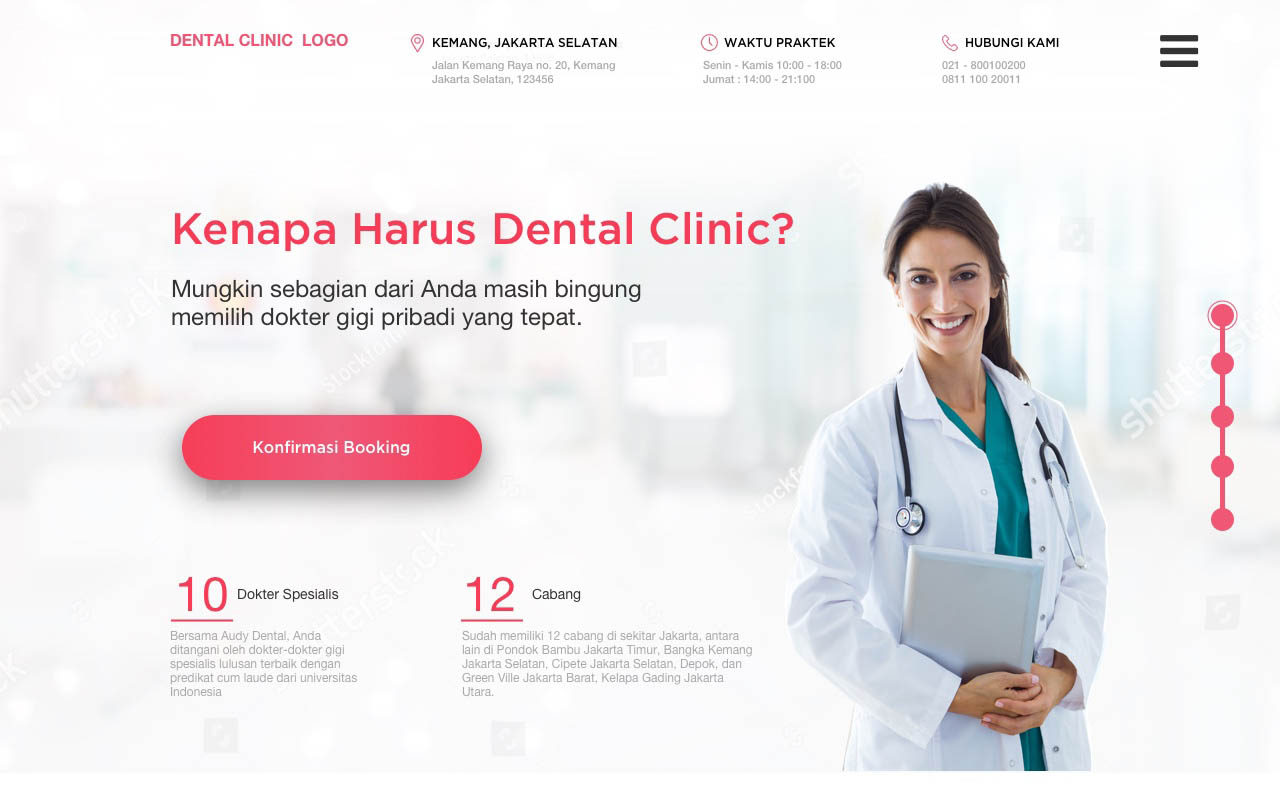 DENTAL CLINIC LOGO
KEMANG, JAKARTA SELATAN
Jalan Kemang Raya no. 20, Kemang
Jakarta Selatan, 123456
WAKTU PRAKTEK
Senin - Kamis 10:00 - 18:00
Jumat : 14:00 - 21:100
HUBUNGI KAMI
021 - 800100200
0811 100 20011
Kenapa Harus Dental Clinic?
Mungkin sebagian dari Anda masih bingung
memilih dokter gigi pribadi yang tepat.
Konfirmasi Booking
10 Dokter Spesialis
Bersama Audy Dental, Anda
ditangani oleh dokter-dokter gigi
spesialis lulusan terbaik dengan
predikat cum laude dari universitas
Indonesia
12 Cabang
Sudah memiliki 12 cabang di sekitar Jakarta, antara
lain di Pondok Bambu Jakarta Timur, Bangka Kemang
Jakarta Selatan, Cipete Jakarta Selatan, Depok, dan
Green Ville Jakarta Barat, Kelapa Gading Jakarta
Utara.
shutterstock
shutterstock
shutterstock